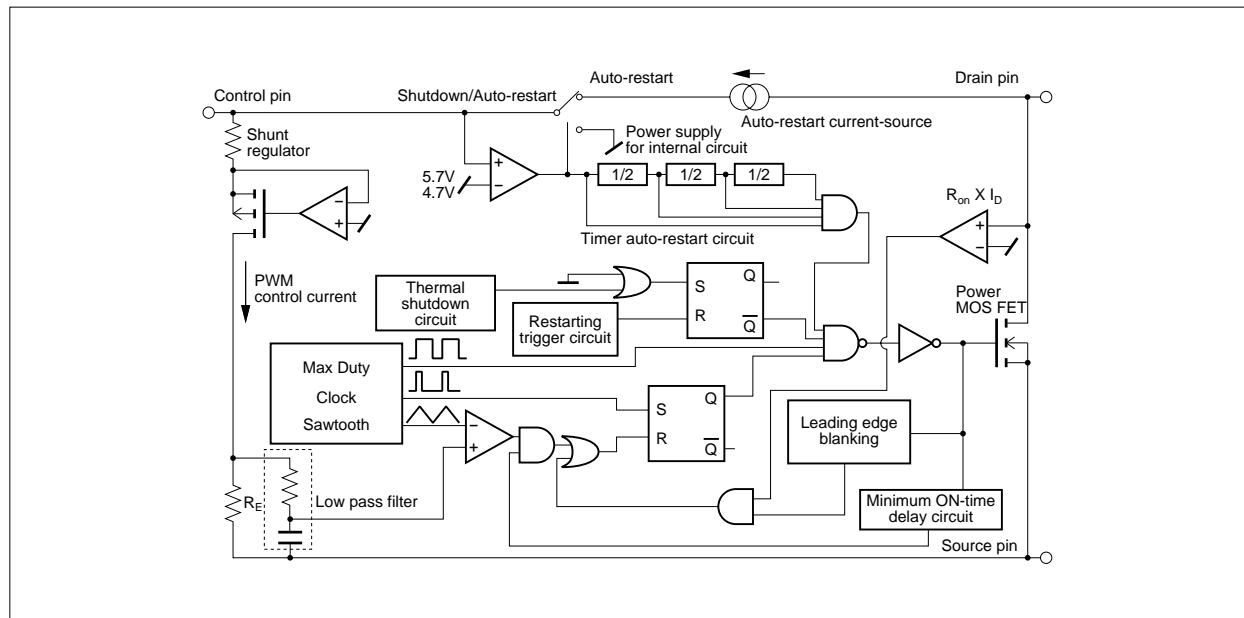 Auto-restart
Drain pin
Control pin
Shutdown/Auto-restart
Auto-restart current-source
Shunt
regulator
Power supply
for internal circuit
5.7V
4.7V
+
−
1/2
1/2
1/2
−
+
Ron X ID
+
−
Timer auto-restart circuit
PWM
control current
Thermal
shutdown
circuit
S
Q
R
Q
Restarting
trigger circuit
Power
MOS FET
Max Duty
Clock
Sawtooth
−
+
S
Q
R
Q
Leading edge
blanking
RE
Low pass filter
Minimum ON-time
delay circuit
Source pin